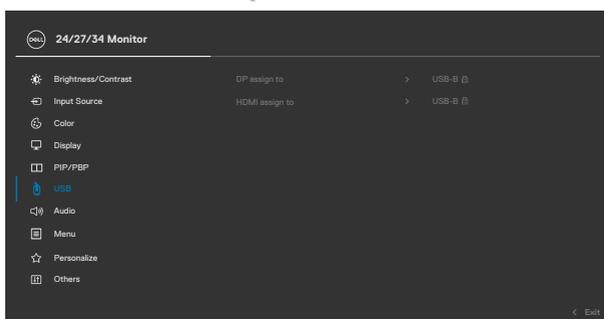 DELL 24/27/34 Monitor
Brightness/Contrast DP assign to > USB-B
Input Source HDMI assign to > USB-B
Color
Display
PIP/PBP
USB
Audio
Menu
Personalize
Others
< Exit